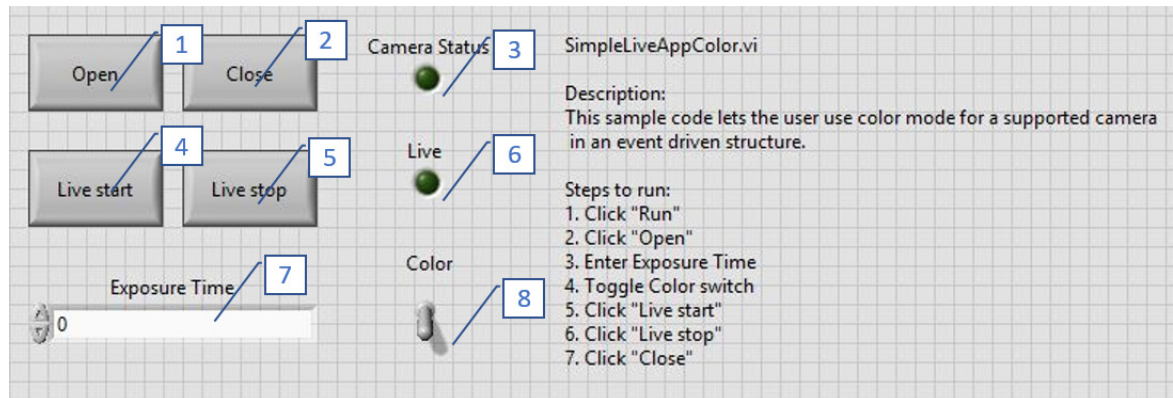 1
Open
2
Close
Camera Status
3
4
Live start
5
Live stop
Live
6
Exposure Time
7
0
Color
8
SimpleLiveAppColor.vi
Description:
This sample code lets the user use color mode for a supported camera
in an event driven structure.
Steps to run:
1. Click "Run"
2. Click "Open"
3. Enter Exposure Time
4. Toggle Color switch
5. Click "Live start"
6. Click "Live stop"
7. Click "Close"